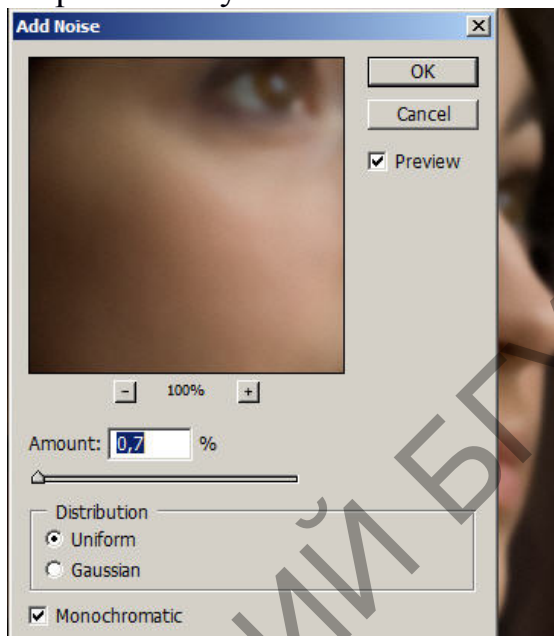 Add Noise
OK
Cancel
Preview
- 100% +
Amount: 0,7 %
Distribution
Uniform
Gaussian
Monochromatic